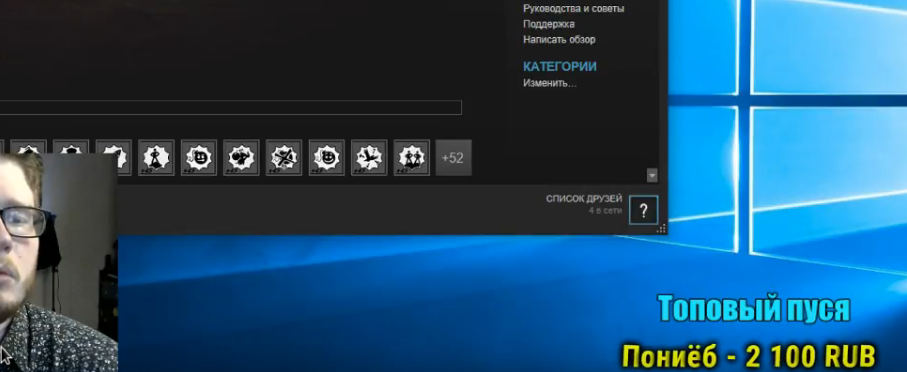 Руководства и советы
Поддержка
Написать обзор
КАТЕГОРИИ
Изменить...
+52
СПИСОК ДРУЗЕЙ
4 в сети
?
Топовый пуся
Пониёб - 2 100 RUB